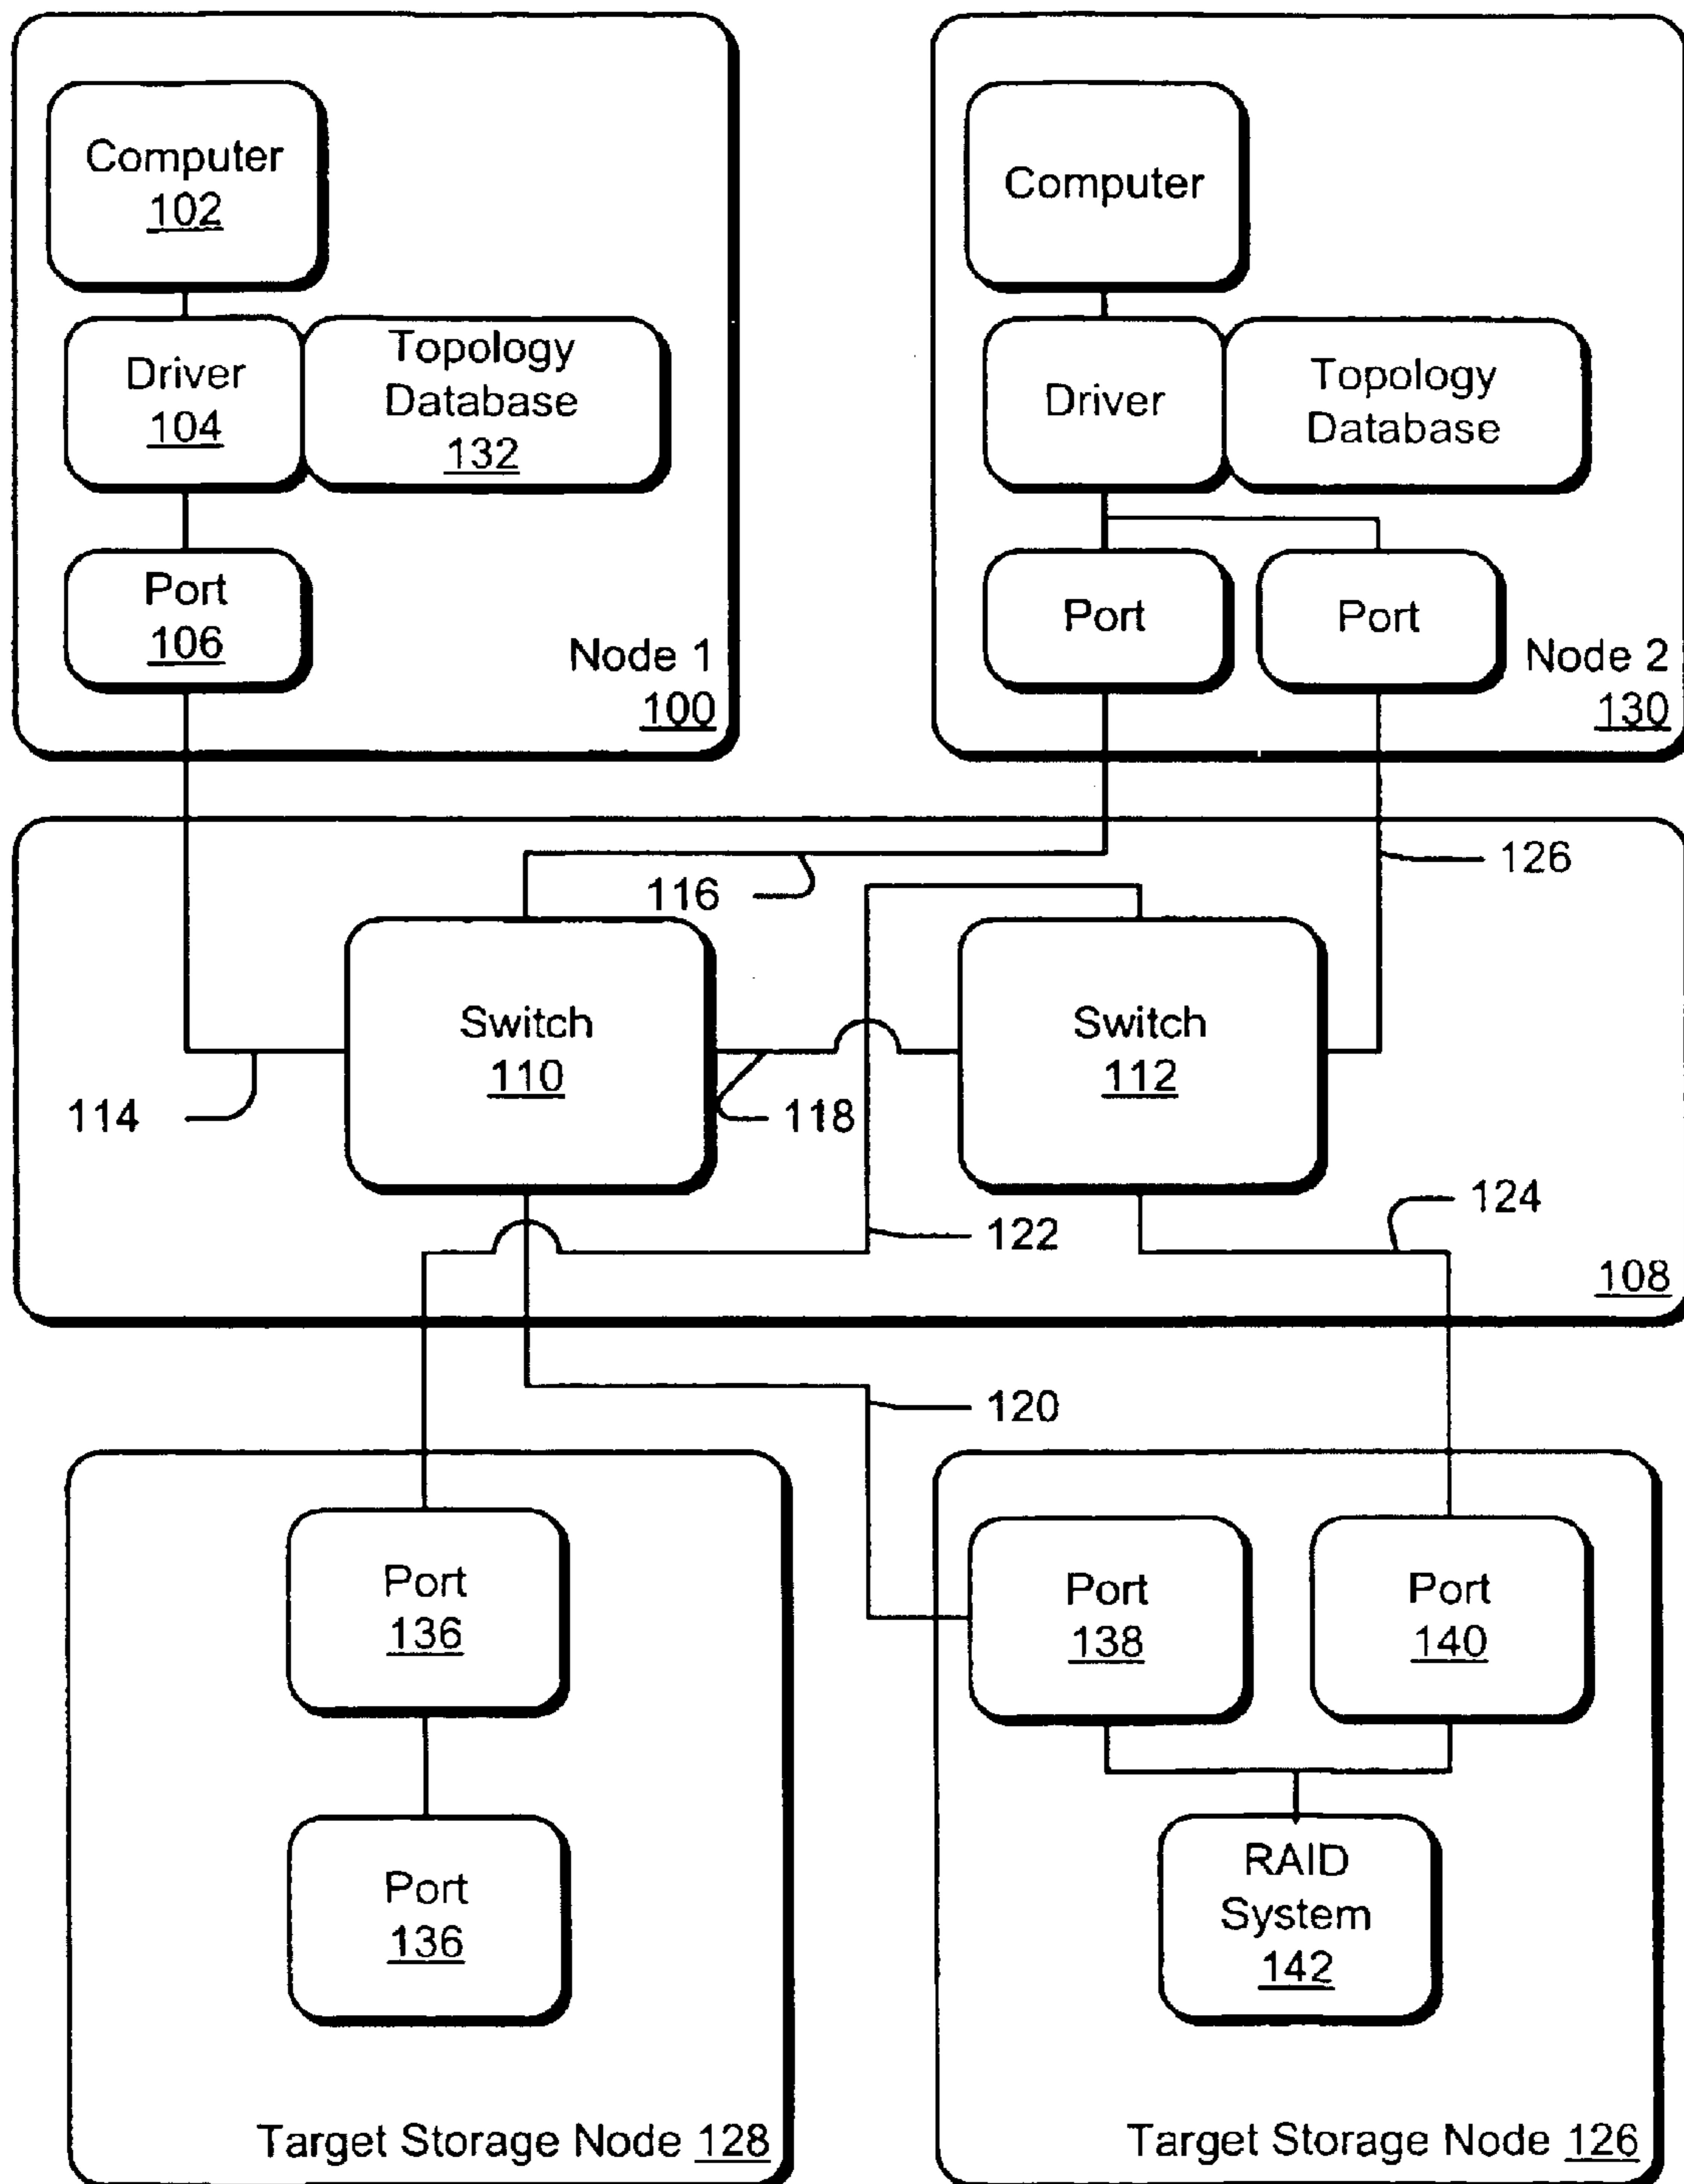 Computer
102
Driver
104
Topology
Database
132
Port
106
Node 1
100
Computer
Driver
Topology
Database
Port
Port
Node 2
130
116
126
Switch
110
Switch
112
114
118
122
124
108
120
Port
136
Port
136
Target Storage Node 128
Port
138
Port
140
RAID
System
142
Target Storage Node 126